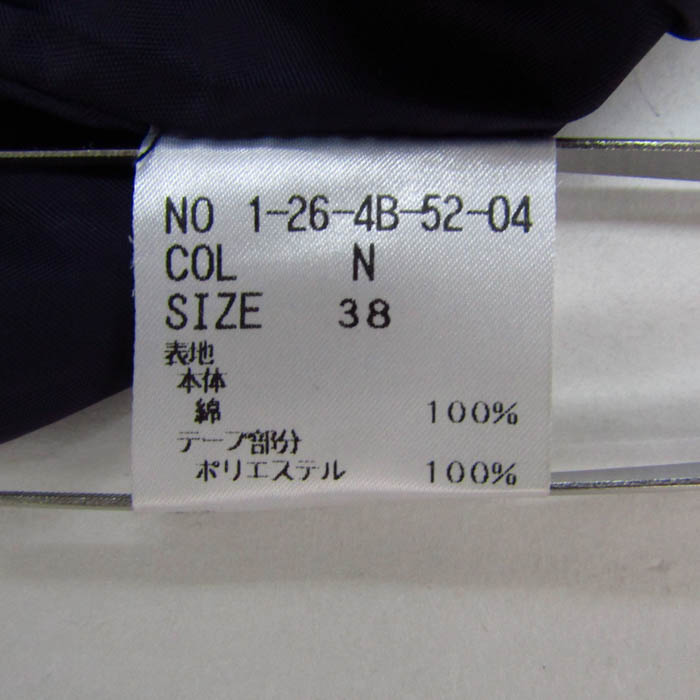 NO 1-26-4B-52-04
COL N
SIZE 38
表地
本体
綿 100%
テープ部分
ポリエステル 100%